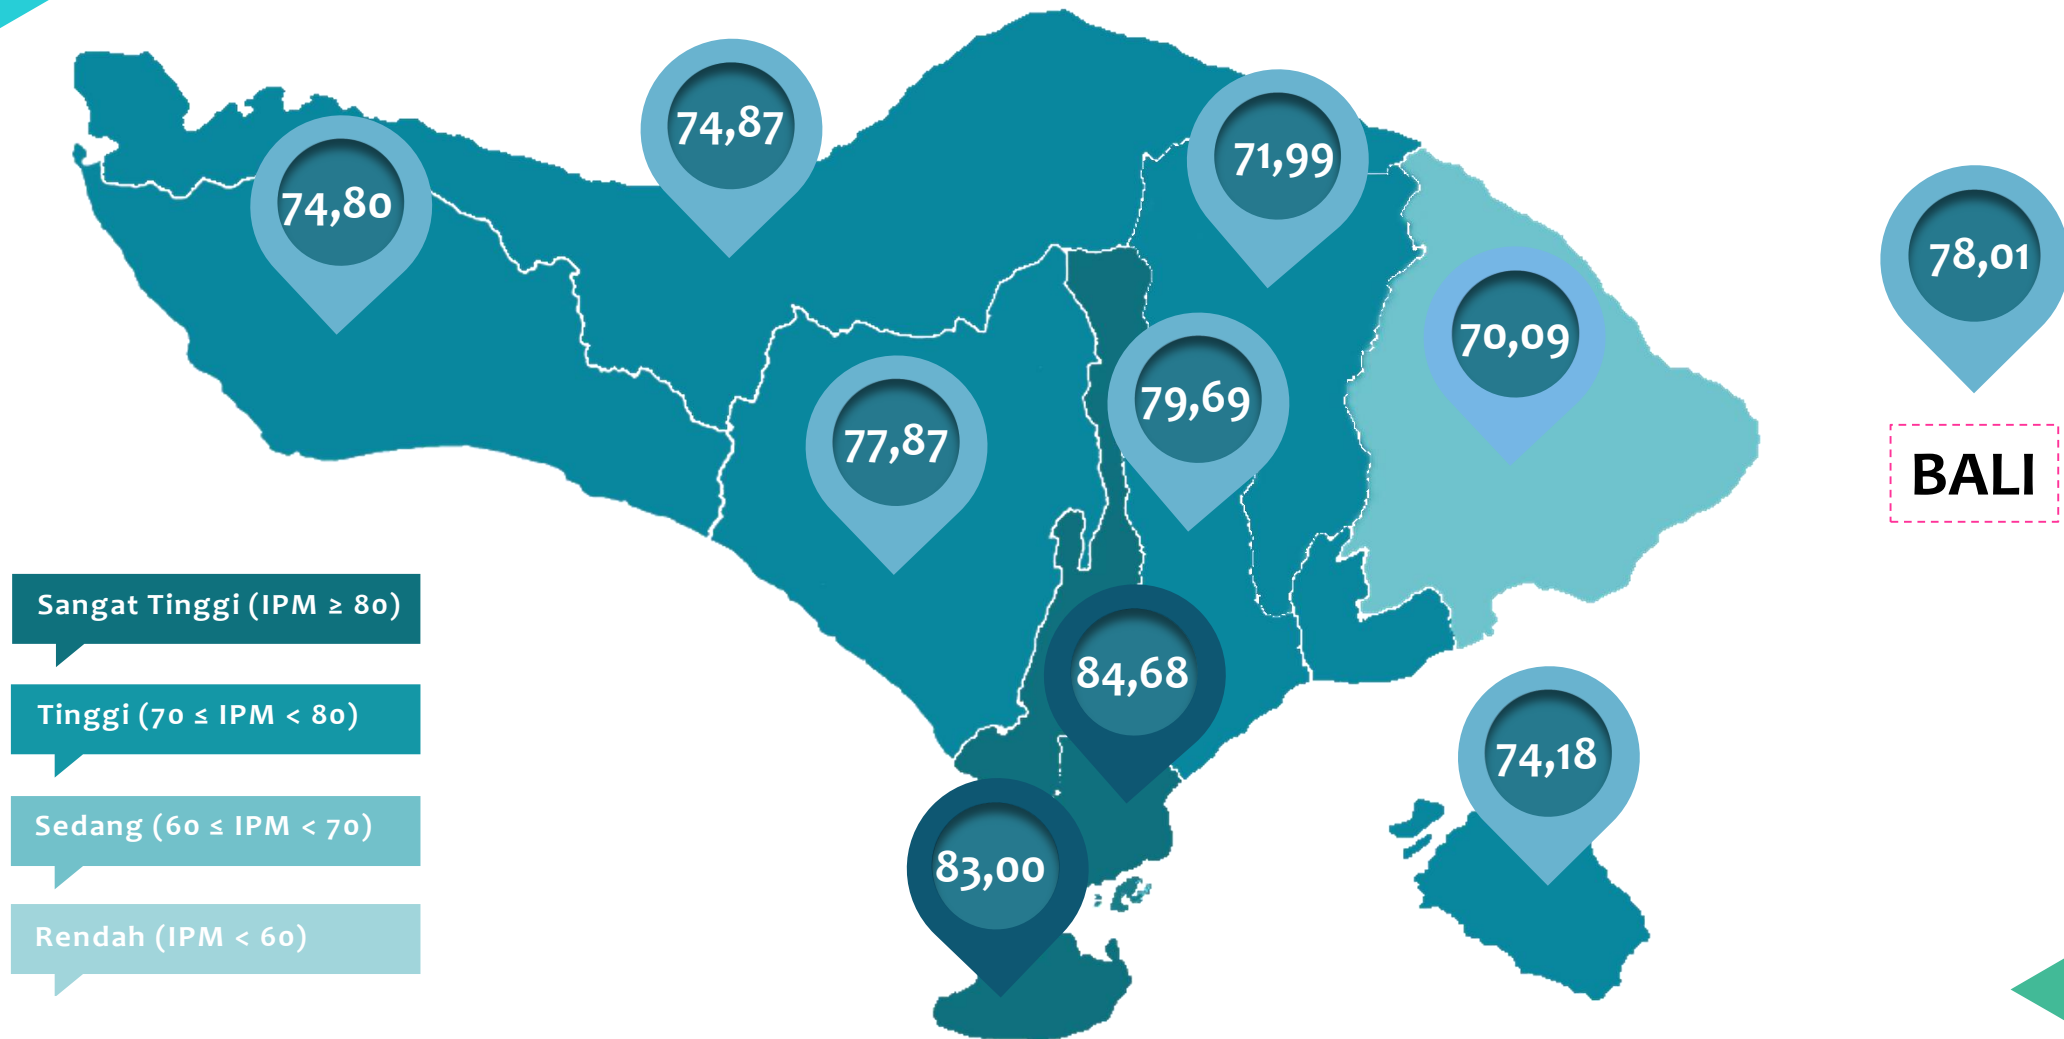 74,87
71,99
74,80
78,01
70,09
79,69
77,87
BALI
Sangat Tinggi (IPM ≥ 80)
84,68
Tinggi (70 ≤ IPM < 80)
74,18
Sedang (60 ≤ IPM < 70)
83,00
Rendah (IPM < 60)